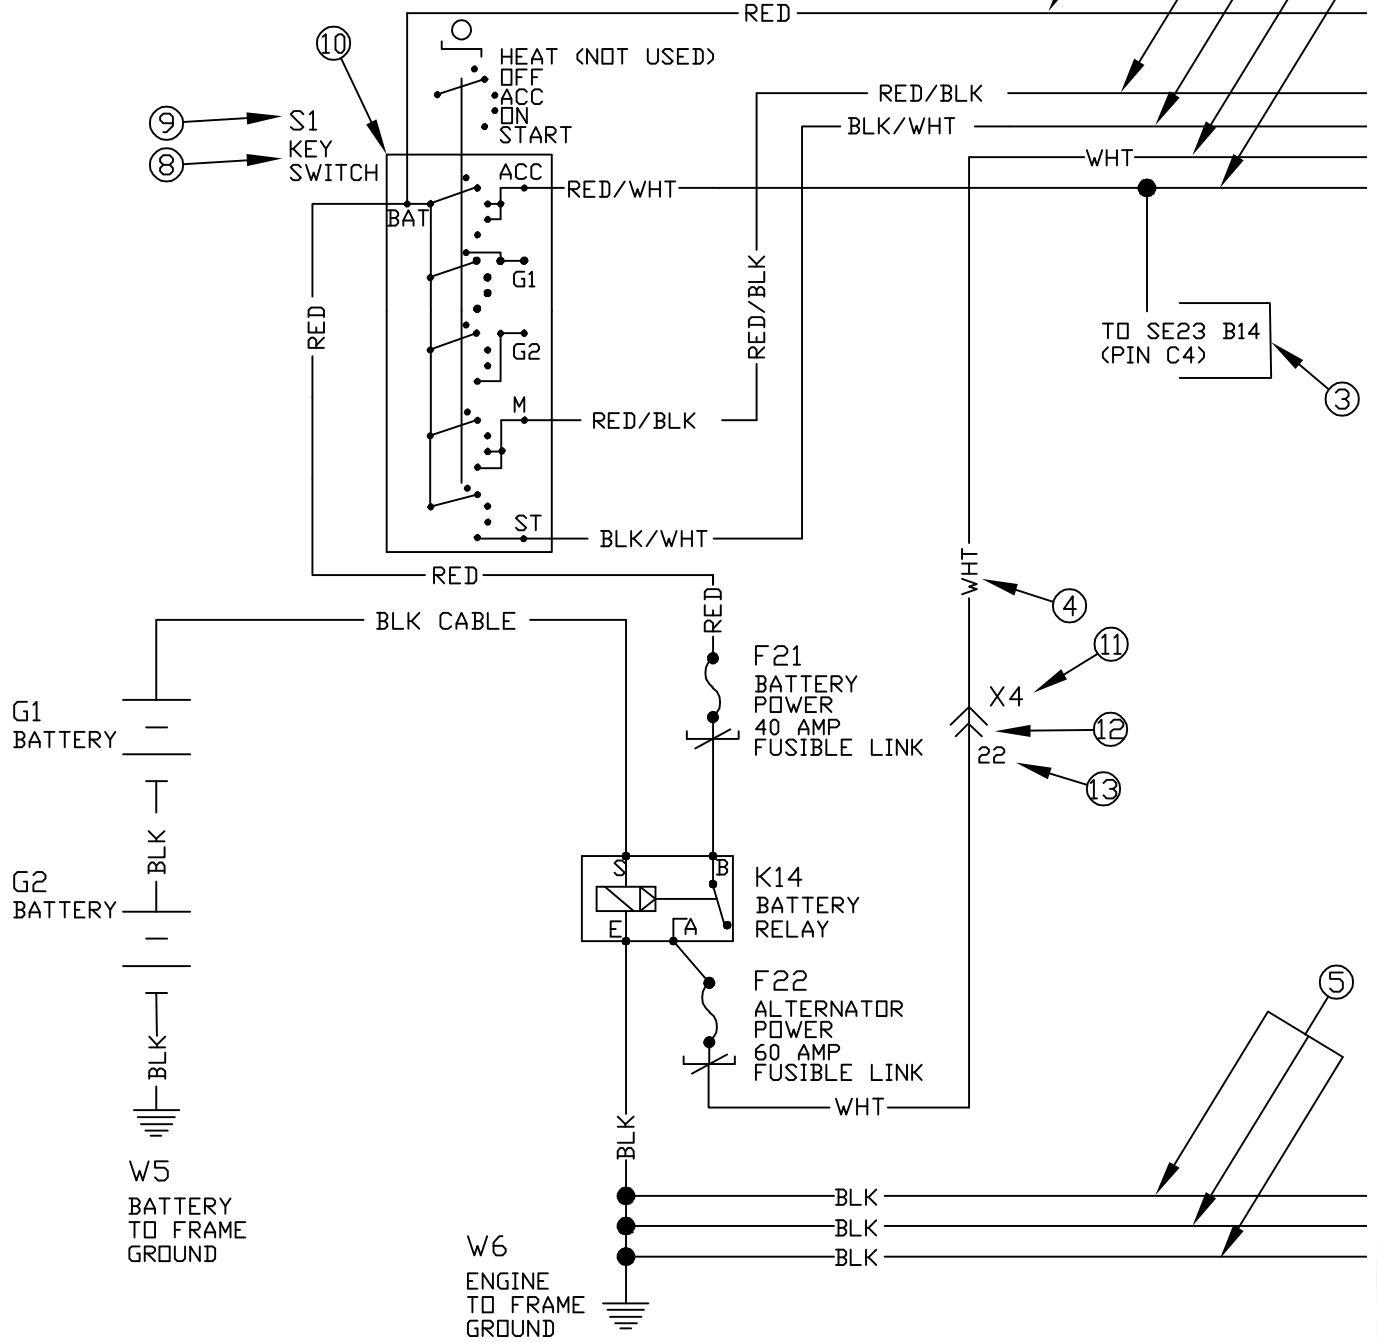 RED
10
HEAT (NOT USED)
OFF
ACC
ON
START
RED/BLK
9
S1
BLK/WHT
8
KEY
SWITCH
WHT
ACC
RED/WHT
BAT
G1
RED
RED/BLK
TO SE23 B14
(PIN C4)
G2
3
M
RED/BLK
ST
BLK/WHT
RED
WHT
4
RED
BLK CABLE
11
F21
BATTERY
POWER
40 AMP
FUSIBLE LINK
X4
12
22
13
G1
BATTERY
BLK
G2
BATTERY
S
B
K14
BATTERY
RELAY
E
A
F22
ALTERNATOR
POWER
60 AMP
FUSIBLE LINK
5
BLK
WHT
BLK
W5
BATTERY
TO FRAME
GROUND
BLK
BLK
BLK
W6
ENGINE
TO FRAME
GROUND